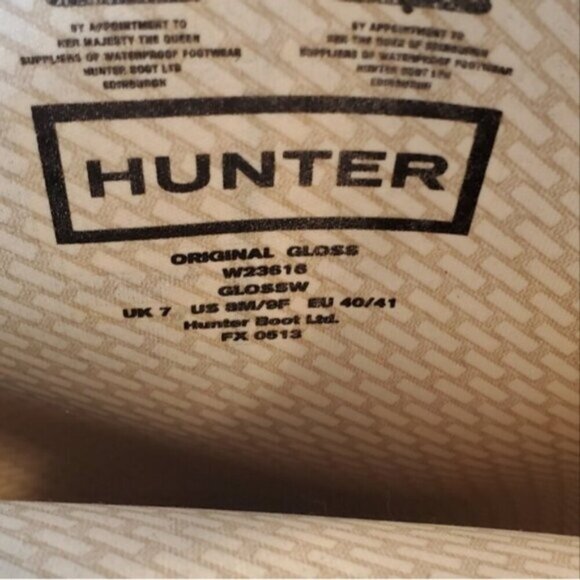 BY APPOINTMENT TO
HER MAJESTY THE QUEEN
SUPPLIERS OF WATERPROOF FOOTWEAR
HUNTER BOOT LTD
EDINBURGH
BY APPOINTMENT TO
HRH THE DUKE OF EDINBURGH
SUPPLIERS OF WATERPROOF FOOTWEAR
HUNTER BOOT LTD
EDINBURGH
HUNTER
ORIGINAL GLOSS
W23616
GLOSSW
UK 7 US 8M/9F EU 40/41
Hunter Boot Ltd.
FX 0513